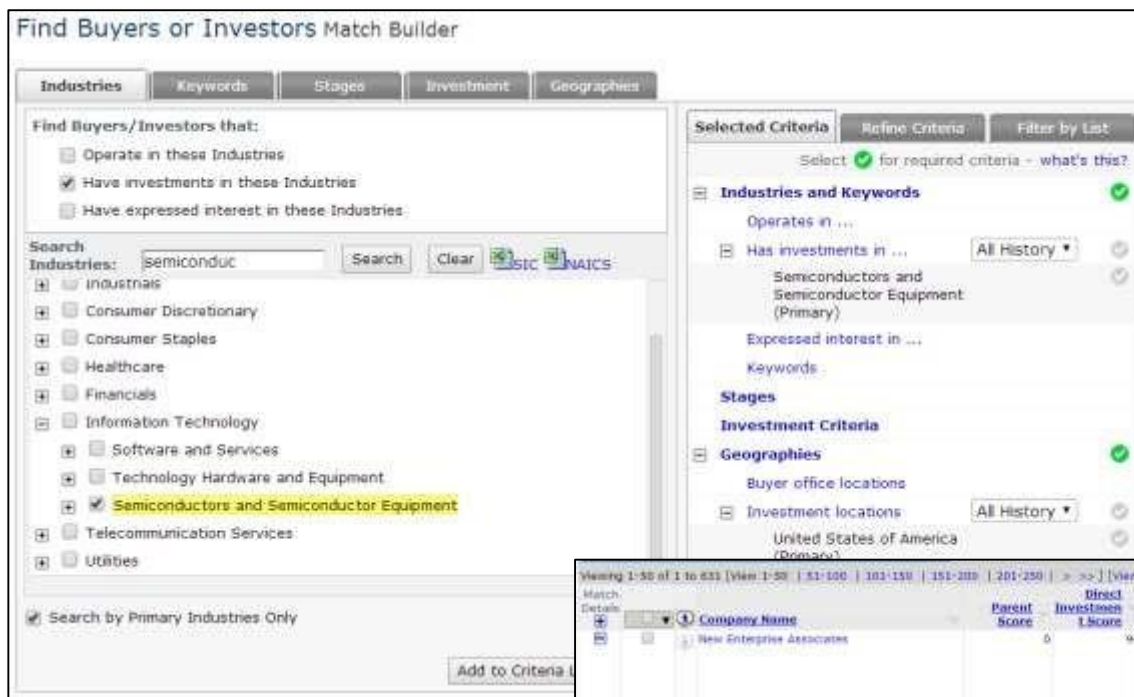 Find Buyers or Investors Match Builder
Industries Keywords Stages Investment Geographies
Find Buyers/Investors that:
Operate in these Industries
Have investments in these Industries
Have expressed interest in these Industries
Search Industries: semiconduc Search Clear SIC NAICS
Industrials
Consumer Discretionary
Consumer Staples
Healthcare
Financials
Information Technology
Software and Services
Technology Hardware and Equipment
Semiconductors and Semiconductor Equipment
Telecommunication Services
Utilities
Search by Primary Industries Only
Add to Criteria L
Selected Criteria Refine Criteria Filter by List
Select for required criteria - what's this?
Industries and Keywords
Operates in ...
Has investments in ... All History
Semiconductors and
Semiconductor Equipment
(Primary)
Expressed interest in ...
Keywords
Stages
Investment Criteria
Geographies
Buyer office locations
Investment locations All History
United States of America
(Primary)
Viewing 1-50 of 1 to 631 [View 1-50 | 51-100 | 101-150 | 151-200 | 201-250 | > >> ] [View
Match
Details
Company Name
Parent
Score
Direct
Investmen
t Score
New Enterprise Associates 0 9